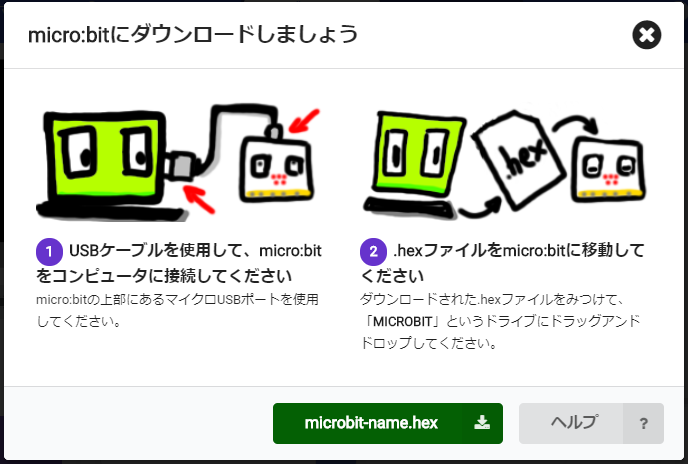 micro:bitにダウンロードしましょう
.hex
1 USBケーブルを使用して、micro:bit
をコンピュータに接続してください
micro:bitの上部にあるマイクロUSBポートを使用
してください。
2 .hexファイルをmicro:bitに移動して
ください
ダウンロードされた.hexファイルをみつけて、
「MICROBIT」というドライブにドラッグアンド
ドロップしてください。
microbit-name.hex
ヘルプ ?